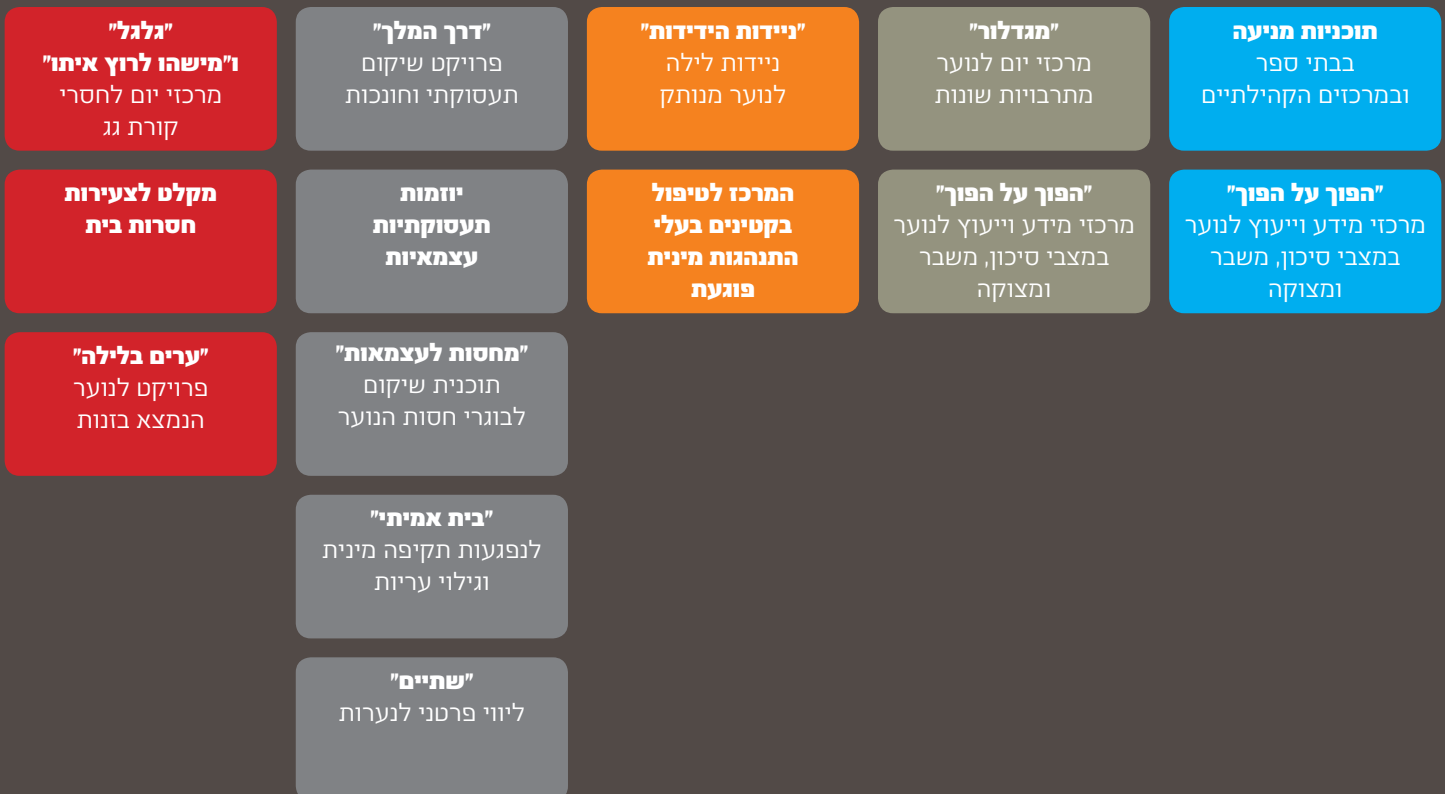 תוכניות מניעה
בבתי ספר
ובמרכזים הקהילתיים
"מגדלור"
מרכזי יום לנוער
מתרבויות שונות
"ניידות הידידות"
ניידות לילה
לנוער מנותק
"דרך המלך"
פרויקט שיקום
תעסוקתי וחונכות
"גלגל"
ו"מישהו לרוץ איתו"
מרכזי יום לחסרי
קורת גג
"הפוך על הפוך"
מרכזי מידע וייעוץ לנוער
במצבי סיכון, משבר
ומצוקה
"הפוך על הפוך"
מרכזי מידע וייעוץ לנוער
במצבי סיכון, משבר
ומצוקה
המרכז לטיפול
בקטינים בעלי
התנהגות מינית
פוגעת
יוזמות
תעסוקתיות
עצמאיות
מקלט לצעירות
חסרות בית
"מחסות לעצמאות"
תוכנית שיקום
לבוגרי חסות הנוער
"ערים בלילה"
פרויקט לנוער
הנמצא בזנות
"בית אמיתי"
לנפגעות תקיפה מינית
וגילוי עריות
"שתיים"
ליווי פרטני לנערות